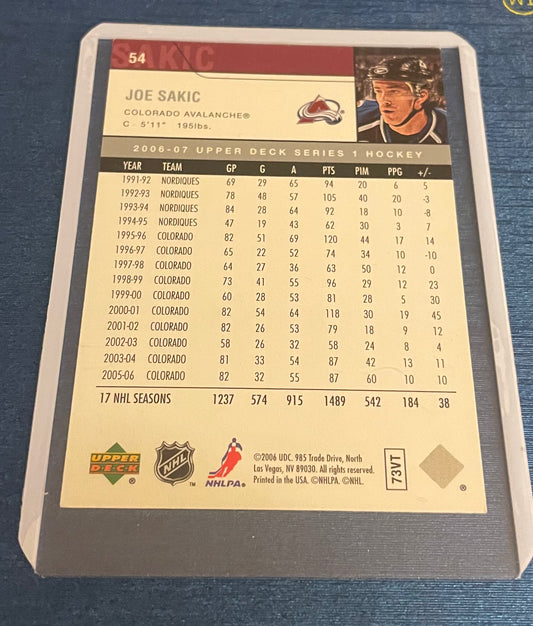 SAKIC
54
JOE SAKIC
COLORADO AVALANCHE®
C - 5'11" 195lbs.
2006-07 UPPER DECK SERIES 1 HOCKEY
YEAR TEAM GP G A PTS PIM PPG +/-
1991-92 NORDIQUES 69 29 65 94 20 6 5
1992-93 NORDIQUES 78 48 57 105 40 20 -3
1993-94 NORDIQUES 84 28 64 92 18 10 -8
1994-95 NORDIQUES 47 19 43 62 30 3 7
1995-96 COLORADO 82 51 69 120 44 17 14
1996-97 COLORADO 65 22 52 74 34 10 -10
1997-98 COLORADO 64 27 36 63 50 12 0
1998-99 COLORADO 73 41 55 96 29 12 23
1999-00 COLORADO 60 28 53 81 28 5 30
2000-01 COLORADO 82 54 64 118 30 19 45
2001-02 COLORADO 82 26 53 79 18 9 12
2002-03 COLORADO 58 26 32 58 24 8 4
2003-04 COLORADO 81 33 54 87 42 13 11
2005-06 COLORADO 82 32 55 87 60 10 10
17 NHL SEASONS 1237 574 915 1489 542 184 38
UPPER DECK ®
NHL ™
NHLPA®
©2006 UDC. 985 Trade Drive, North
Las Vegas, NV 89030. All rights reserved.
Printed in the USA. ©NHLPA. ©NHL.
73VT
®